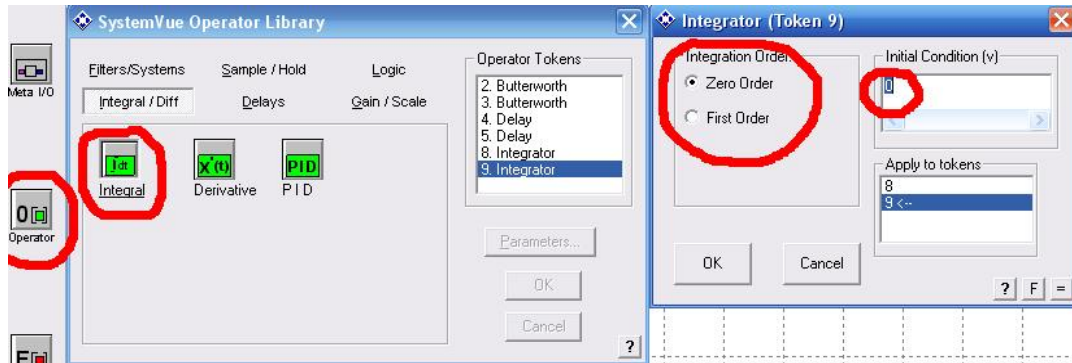 Meta I/O
Operator
SystemVue Operator Library
Filters/Systems Sample / Hold Logic
Integral / Diff Delays Gain / Scale
∫dt X'(t) PID
Integral Derivative P I D
Operator Tokens
2. Butterworth
3. Butterworth
4. Delay
5. Delay
8. Integrator
9. Integrator
Parameters...
OK
Cancel
?
Integrator (Token 9)
Integration Order
Zero Order
First Order
Initial Condition (v)
0
Apply to tokens
8
9 <--
OK Cancel
? F =